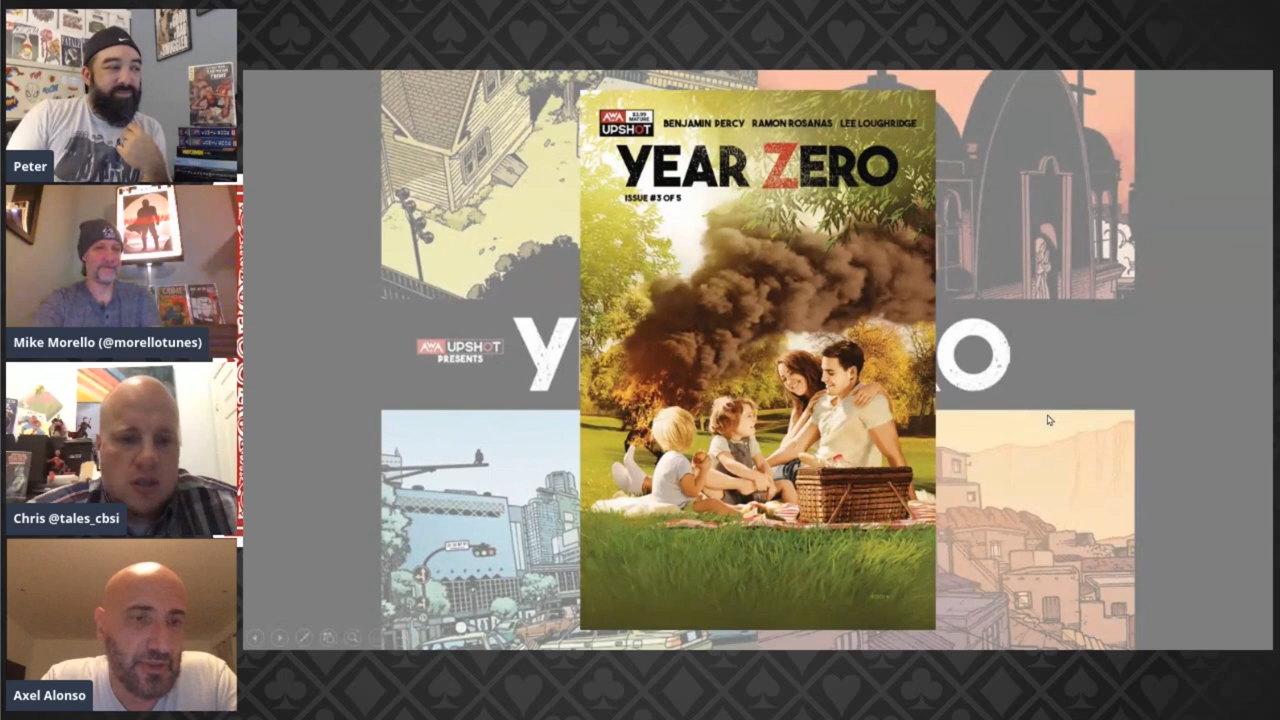 Peter
Mike Morello (@morellotunes)
Chris @tales_cbsi
Axel Alonso
AWA
UPSHOT
$3.99
MATURE
BENJAMIN PERCY RAMON ROSANAS LEE LOUGHRIDGE
YEAR ZERO
ISSUE #3 OF 5
AWA UPSHOT
PRESENTS
Y
O